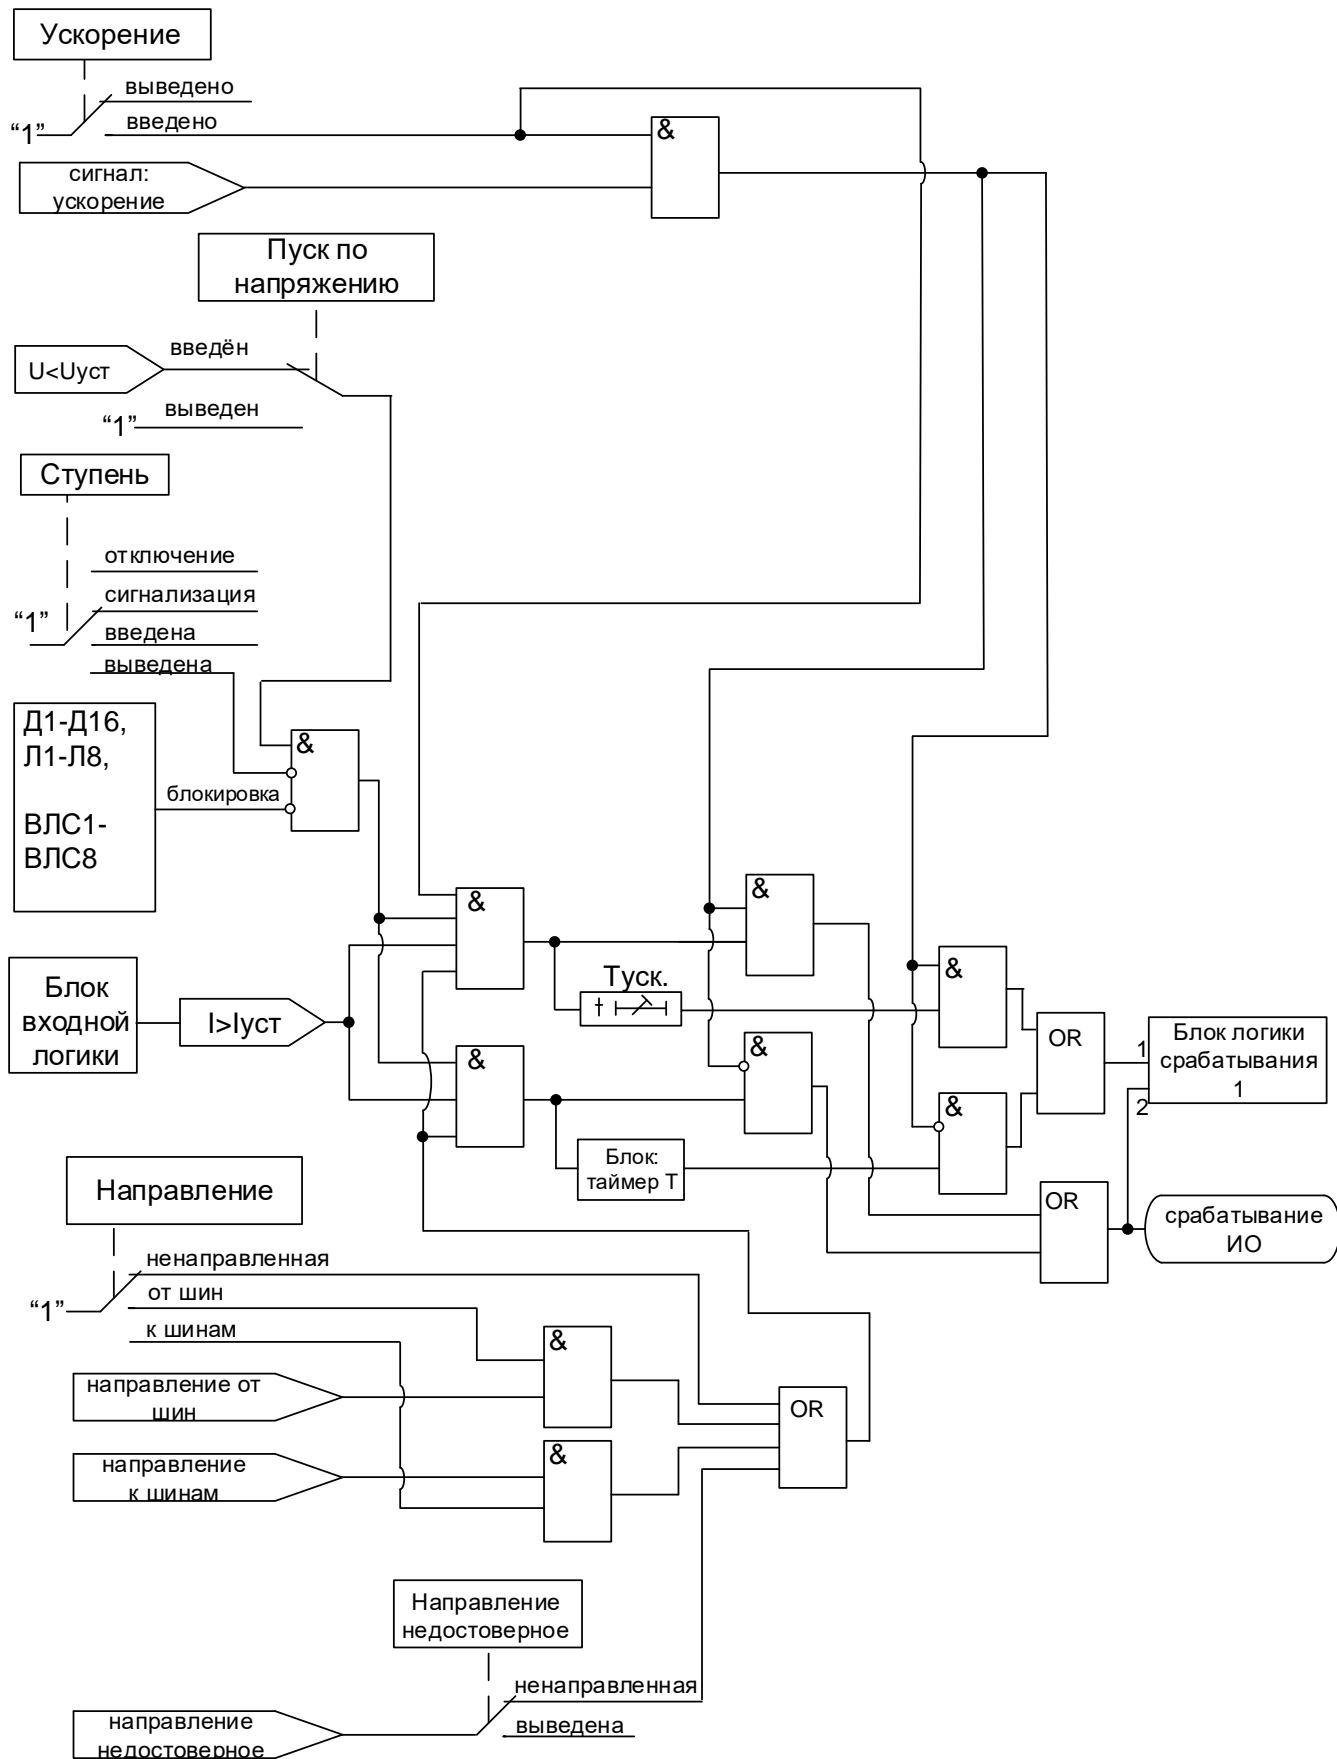 Ускорение
выведено
“1”
введено
&
сигнал:
ускорение
Пуск по
напряжению
введён
U<Uуст
выведен
“1”
Ступень
отключение
сигнализация
“1”
введена
выведена
Д1-Д16,
Л1-Л8,
ВЛС1-
ВЛС8
&
блокировка
&
&
Блок
входной
логики
I>Iуст
Туск.
&
OR
1
2
Блок логики
срабатывания
1
&
&
&
Блок:
таймер Т
OR
срабатывание
ИО
Направление
ненаправленная
“1”
от шин
к шинам
&
направление от
шин
OR
&
направление
к шинам
Направление
недостоверное
ненаправленная
направление
недостоверное
выведена